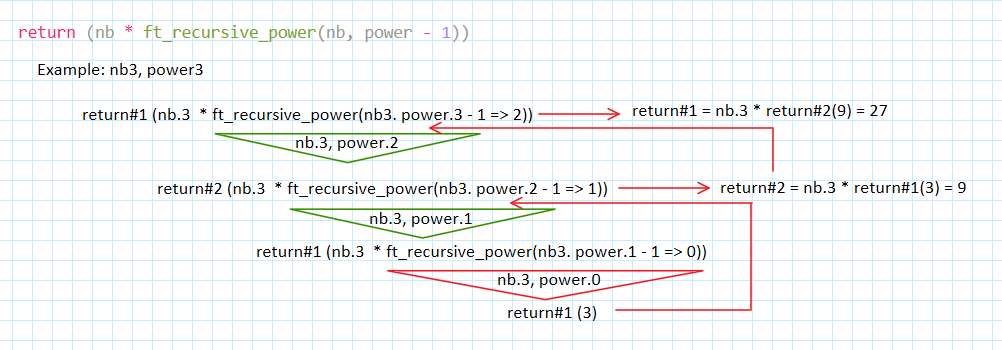 return (nb * ft_recursive_power(nb, power - 1))
Example: nb3, power3
return#1 (nb.3  * ft_recursive_power(nb3. power.3 - 1 => 2))
return#1 = nb.3 * return#2(9) = 27
nb.3, power.2
return#2 (nb.3  * ft_recursive_power(nb3. power.2 - 1 => 1))
return#2 = nb.3 * return#1(3) = 9
nb.3, power.1
return#1 (nb.3  * ft_recursive_power(nb3. power.1 - 1 => 0))
nb.3, power.0
return#1 (3)